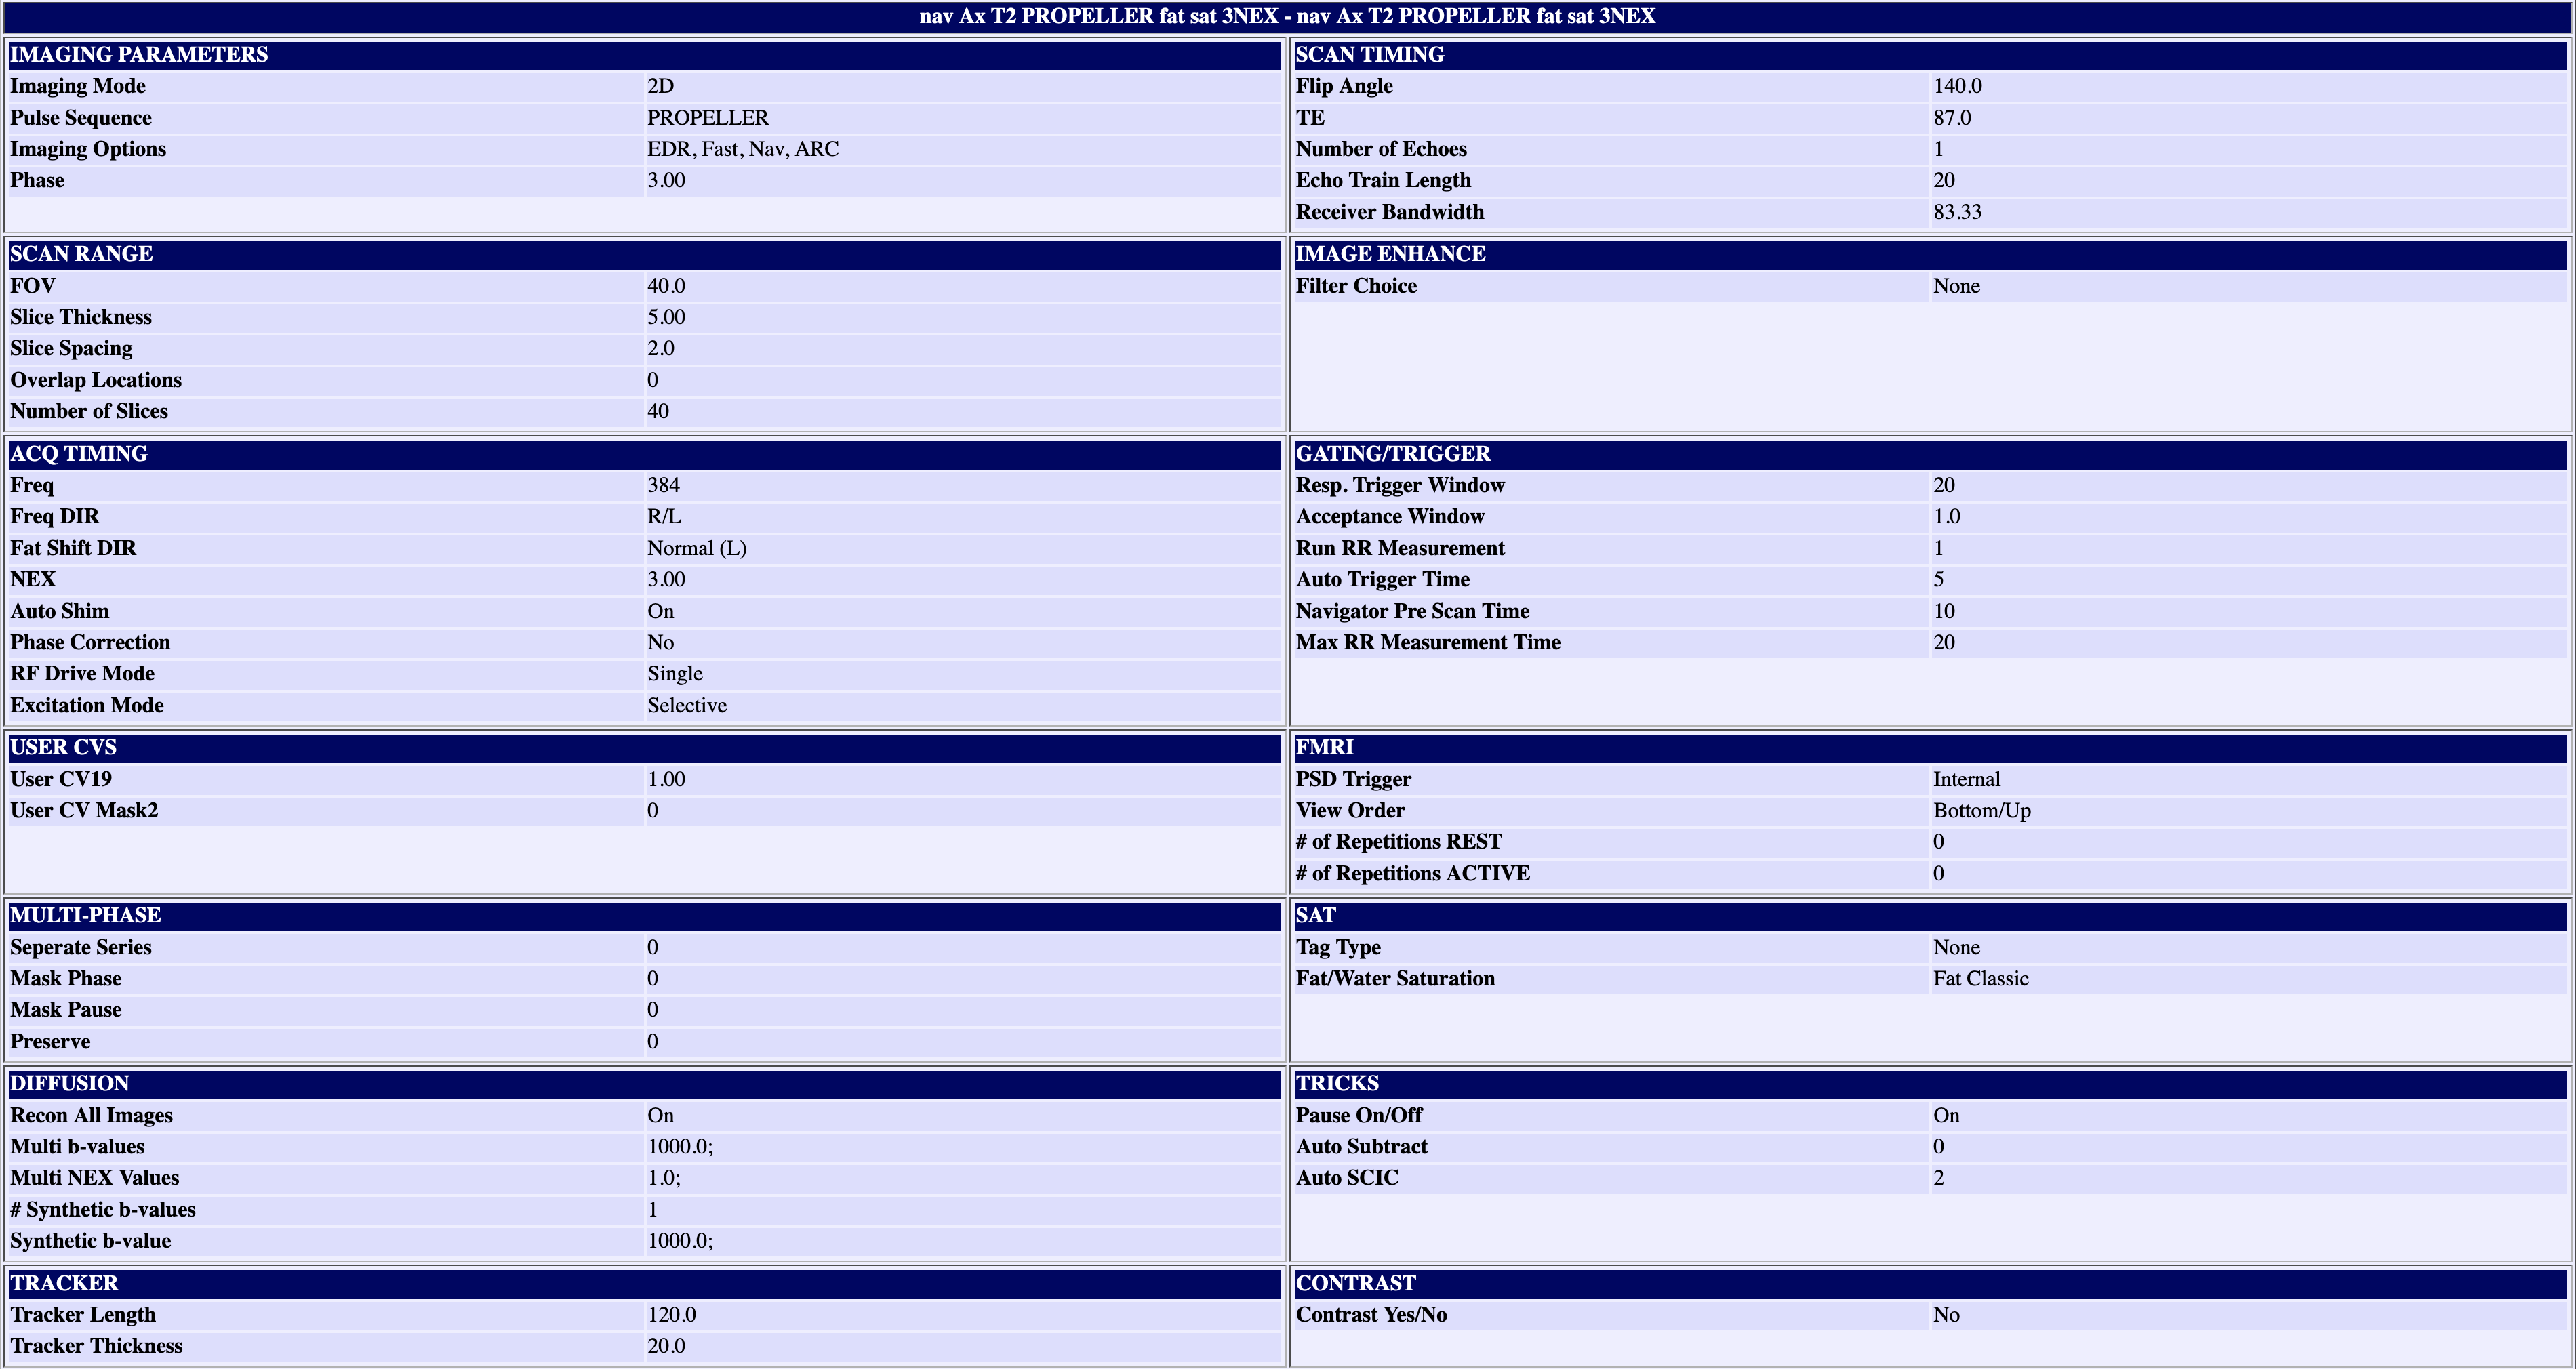 nav Ax T2 PROPELLER fat sat 3NEX - nav Ax T2 PROPELLER fat sat 3NEX
IMAGING PARAMETERS
Imaging Mode 2D
Pulse Sequence PROPELLER
Imaging Options EDR, Fast, Nav, ARC
Phase 3.00
SCAN TIMING
Flip Angle 140.0
TE 87.0
Number of Echoes 1
Echo Train Length 20
Receiver Bandwidth 83.33
SCAN RANGE
FOV 40.0
Slice Thickness 5.00
Slice Spacing 2.0
Overlap Locations 0
Number of Slices 40
IMAGE ENHANCE
Filter Choice None
ACQ TIMING
Freq 384
Freq DIR R/L
Fat Shift DIR Normal (L)
NEX 3.00
Auto Shim On
Phase Correction No
RF Drive Mode Single
Excitation Mode Selective
GATING/TRIGGER
Resp. Trigger Window 20
Acceptance Window 1.0
Run RR Measurement 1
Auto Trigger Time 5
Navigator Pre Scan Time 10
Max RR Measurement Time 20
USER CVS
User CV19 1.00
User CV Mask2 0
FMRI
PSD Trigger Internal
View Order Bottom/Up
# of Repetitions REST 0
# of Repetitions ACTIVE 0
MULTI-PHASE
Seperate Series 0
Mask Phase 0
Mask Pause 0
Preserve 0
SAT
Tag Type None
Fat/Water Saturation Fat Classic
DIFFUSION
Recon All Images On
Multi b-values 1000.0;
Multi NEX Values 1.0;
# Synthetic b-values 1
Synthetic b-value 1000.0;
TRICKS
Pause On/Off On
Auto Subtract 0
Auto SCIC 2
TRACKER
Tracker Length 120.0
Tracker Thickness 20.0
CONTRAST
Contrast Yes/No No